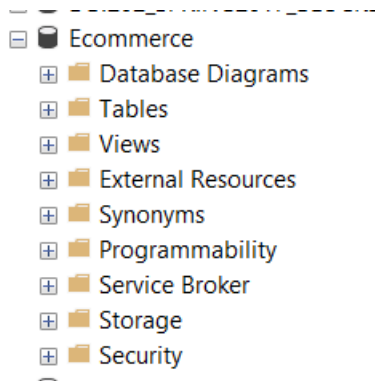 Ecommerce
Database Diagrams
Tables
Views
External Resources
Synonyms
Programmability
Service Broker
Storage
Security